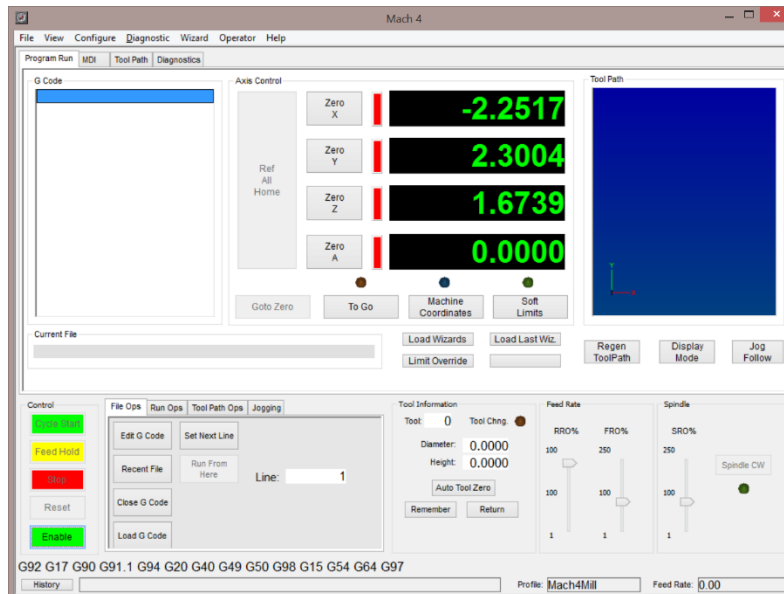 Mach 4
File View Configure Diagnostic Wizard Operator Help
Program Run MDI Tool Path Diagnostics
G Code
Axis Control
Ref
All
Home
Zero
X
-2.2517
Zero
Y
2.3004
Zero
Z
1.6739
Zero
A
0.0000
Goto Zero
To Go
Machine
Coordinates
Soft
Limits
Tool Path
Y
Current File
Load Wizards
Load Last Wiz.
Limit Override
Regen
ToolPath
Display
Mode
Jog
Follow
Control
Cycle Start
Feed Hold
Stop
Reset
Enable
File Ops Run Ops Tool Path Ops Jogging
Edit G Code
Set Next Line
Recent File
Run From
Here
Line: 1
Close G Code
Load G Code
Tool Information
Tool: 0 Tool Chng.
Diameter: 0.0000
Height: 0.0000
Auto Tool Zero
Remember
Return
Feed Rate
RRO% FRO%
100 250
100 100
1 1
Spindle
SRO%
250
100
1
Spindle CW
G92 G17 G90 G91.1 G94 G20 G40 G49 G50 G98 G15 G54 G64 G97
History
Profile: Mach4Mill
Feed Rate: 0.00